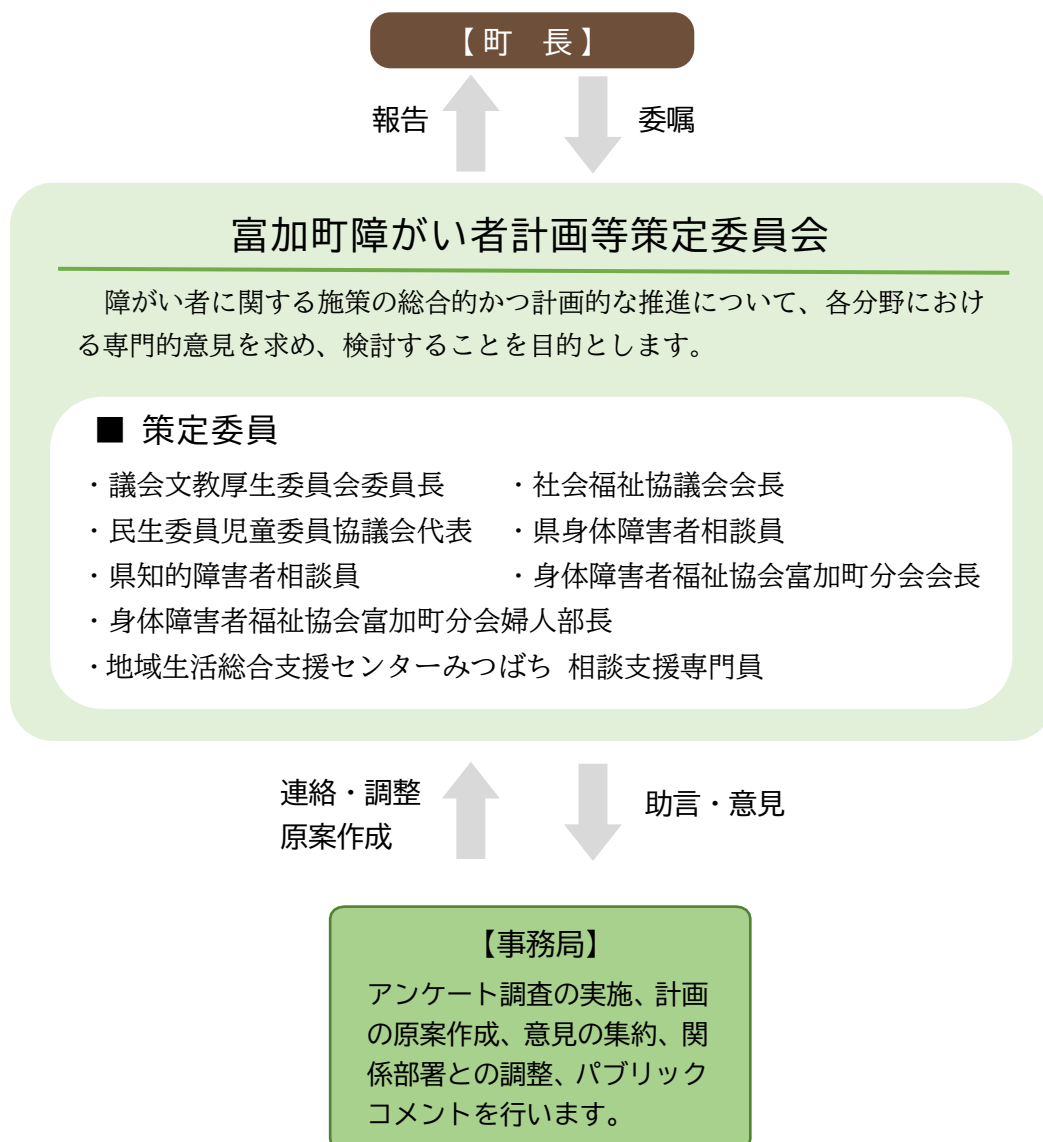 【町　長】
報告
委嘱
富加町障がい者計画等策定委員会
障がい者に関する施策の総合的かつ計画的な推進について、各分野におけ
る専門的意見を求め、検討することを目的とします。
■ 策定委員
・議会文教厚生委員会委員長　・社会福祉協議会会長
・民生委員児童委員協議会代表　・県身体障害者相談員
・県知的障害者相談員　・身体障害者福祉協会富加町分会会長
・身体障害者福祉協会富加町分会婦人部長
・地域生活総合支援センターみつばち 相談支援専門員
連絡・調整
原案作成
助言・意見
【事務局】
アンケート調査の実施、計画
の原案作成、意見の集約、関
係部署との調整、パブリック
コメントを行います。